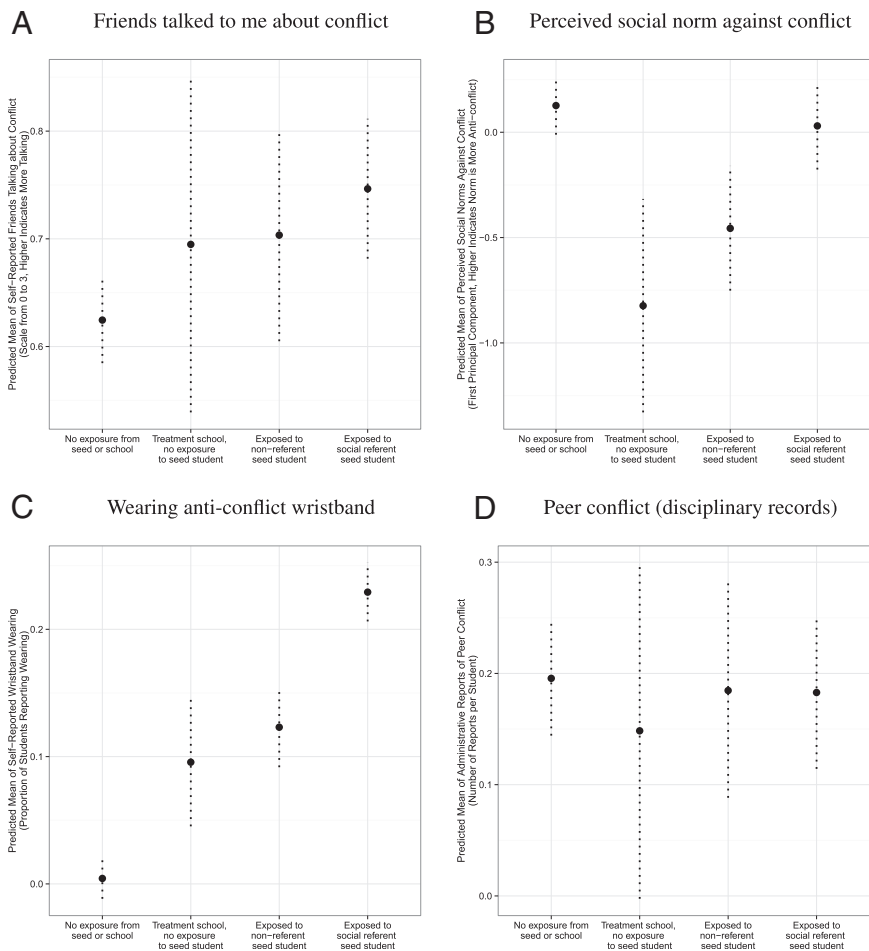 A
Friends talked to me about conflict
Predicted Mean of Self−Reported Friends Talking about Conflict
(Scale from 0 to 3, Higher Indicates More Talking)
0.8
0.7
0.6
No exposure from
seed or school
Treatment school,
no exposure
to seed student
Exposed to
non−referent
seed student
Exposed to
social referent
seed student
B
Perceived social norm against conflict
Predicted Mean of Perceived Social Norms Against Conflict
(First Principal Component, Higher Indicates Norm is More Anti−conflict)
0.0
−0.5
−1.0
No exposure from
seed or school
Treatment school,
no exposure
to seed student
Exposed to
non−referent
seed student
Exposed to
social referent
seed student
C
Wearing anti-conflict wristband
Predicted Mean of Self−Reported Wristband Wearing
(Proportion of Students Reporting Wearing)
0.2
0.1
0.0
No exposure from
seed or school
Treatment school,
no exposure
to seed student
Exposed to
non−referent
seed student
Exposed to
social referent
seed student
D
Peer conflict (disciplinary records)
Predicted Mean of Administrative Reports of Peer Conflict
(Number of Reports per Student)
0.3
0.2
0.1
0.0
No exposure from
seed or school
Treatment school,
no exposure
to seed student
Exposed to
non−referent
seed student
Exposed to
social referent
seed student